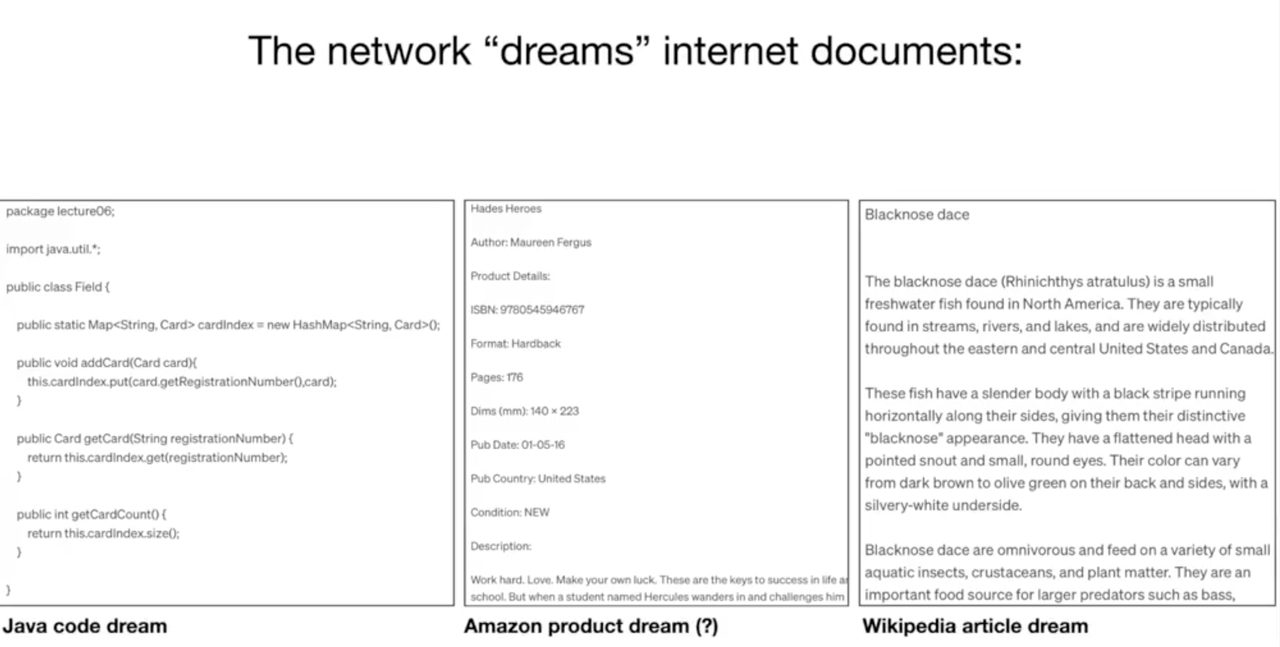 The network “dreams” internet documents:
package lecture06;
import java.util.*;
public class Field {
public static Map<String, Card> cardIndex = new HashMap<String, Card>();
public void addCard(Card card){
this.cardIndex.put(card.getRegistrationNumber(),card);
}
public Card getCard(String registrationNumber) {
return this.cardIndex.get(registrationNumber);
}
public int getCardCount() {
return this.cardIndex.size();
}
}
Java code dream
Hades Heroes
Author: Maureen Fergus
Product Details:
ISBN: 9780545946767
Format: Hardback
Pages: 176
Dims (mm): 140 × 223
Pub Date: 01-05-16
Pub Country: United States
Condition: NEW
Description:
Work hard. Love. Make your own luck. These are the keys to success in life a
school. But when a student named Hercules wanders in and challenges him
Amazon product dream (?)
Blacknose dace
The blacknose dace (Rhinichthys atratulus) is a small
freshwater fish found in North America. They are typically
found in streams, rivers, and lakes, and are widely distributed
throughout the eastern and central United States and Canada.
These fish have a slender body with a black stripe running
horizontally along their sides, giving them their distinctive
"blacknose" appearance. They have a flattened head with a
pointed snout and small, round eyes. Their color can vary
from dark brown to olive green on their back and sides, with a
silvery-white underside.
Blacknose dace are omnivorous and feed on a variety of small
aquatic insects, crustaceans, and plant matter. They are an
important food source for larger predators such as bass,
Wikipedia article dream